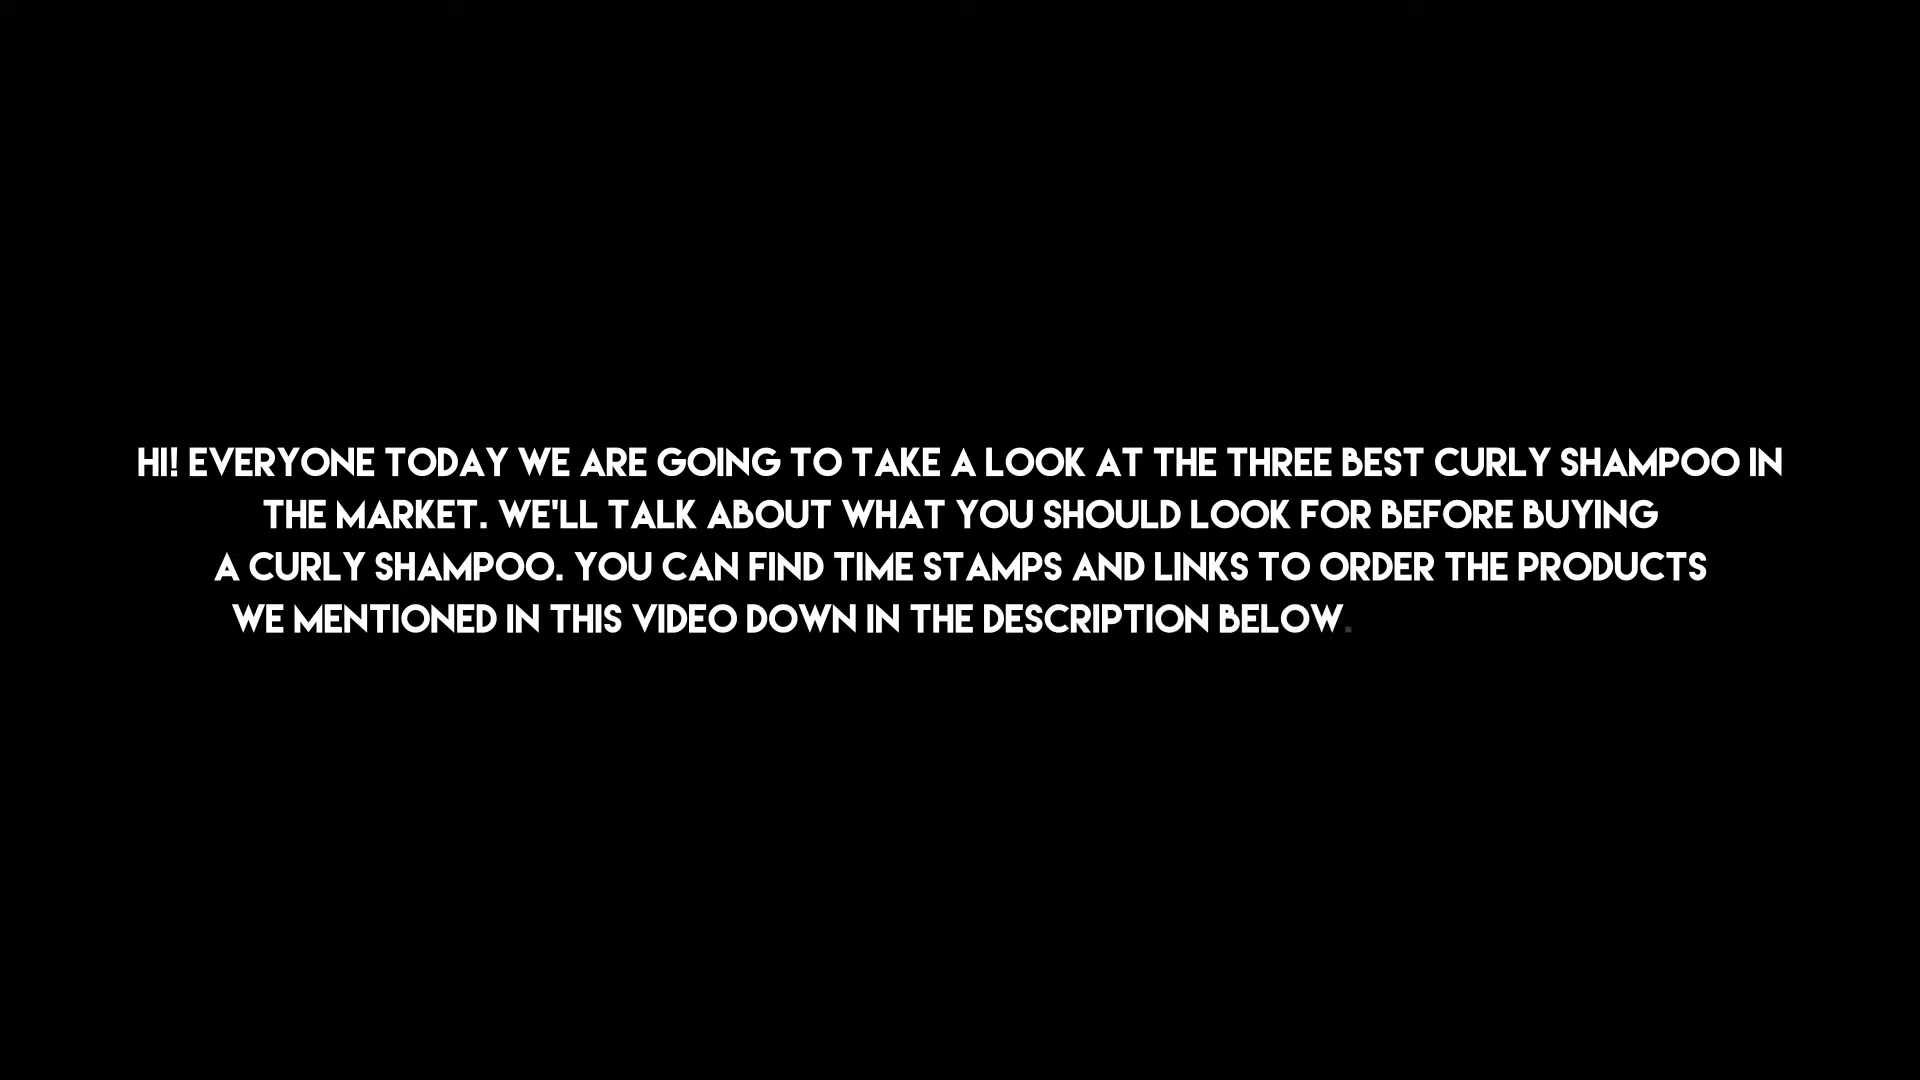 HI! EVERYONE TODAY WE ARE GOING TO TAKE A LOOK AT THE THREE BEST CURLY SHAMPOO IN
THE MARKET. WE'LL TALK ABOUT WHAT YOU SHOULD LOOK FOR BEFORE BUYING
A CURLY SHAMPOO. YOU CAN FIND TIME STAMPS AND LINKS TO ORDER THE PRODUCTS
WE MENTIONED IN THIS VIDEO DOWN IN THE DESCRIPTION BELOW.